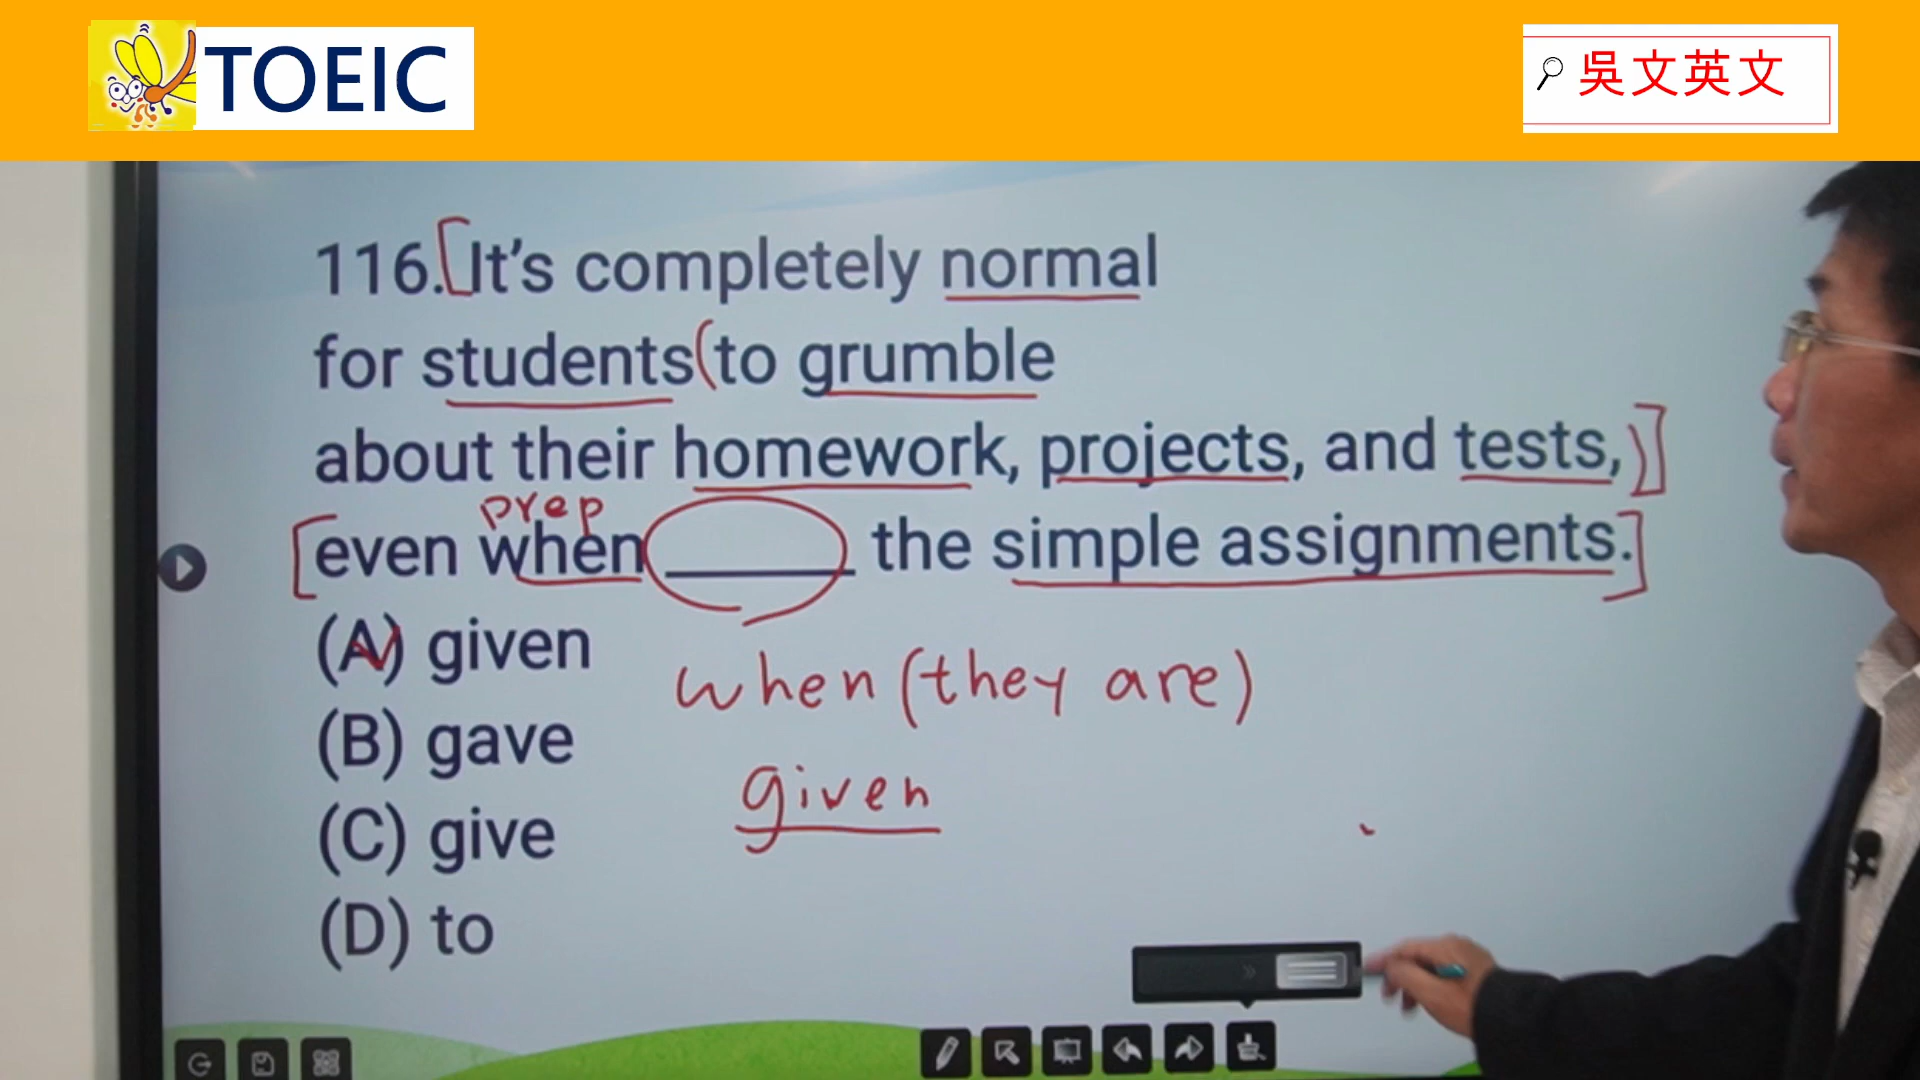 TOEIC
吳文英文
116. It's completely normal
for students to grumble
about their homework, projects, and tests,
prep
even when ________ the simple assignments.
(A) given
when (they are)
(B) gave
given
(C) give
(D) to